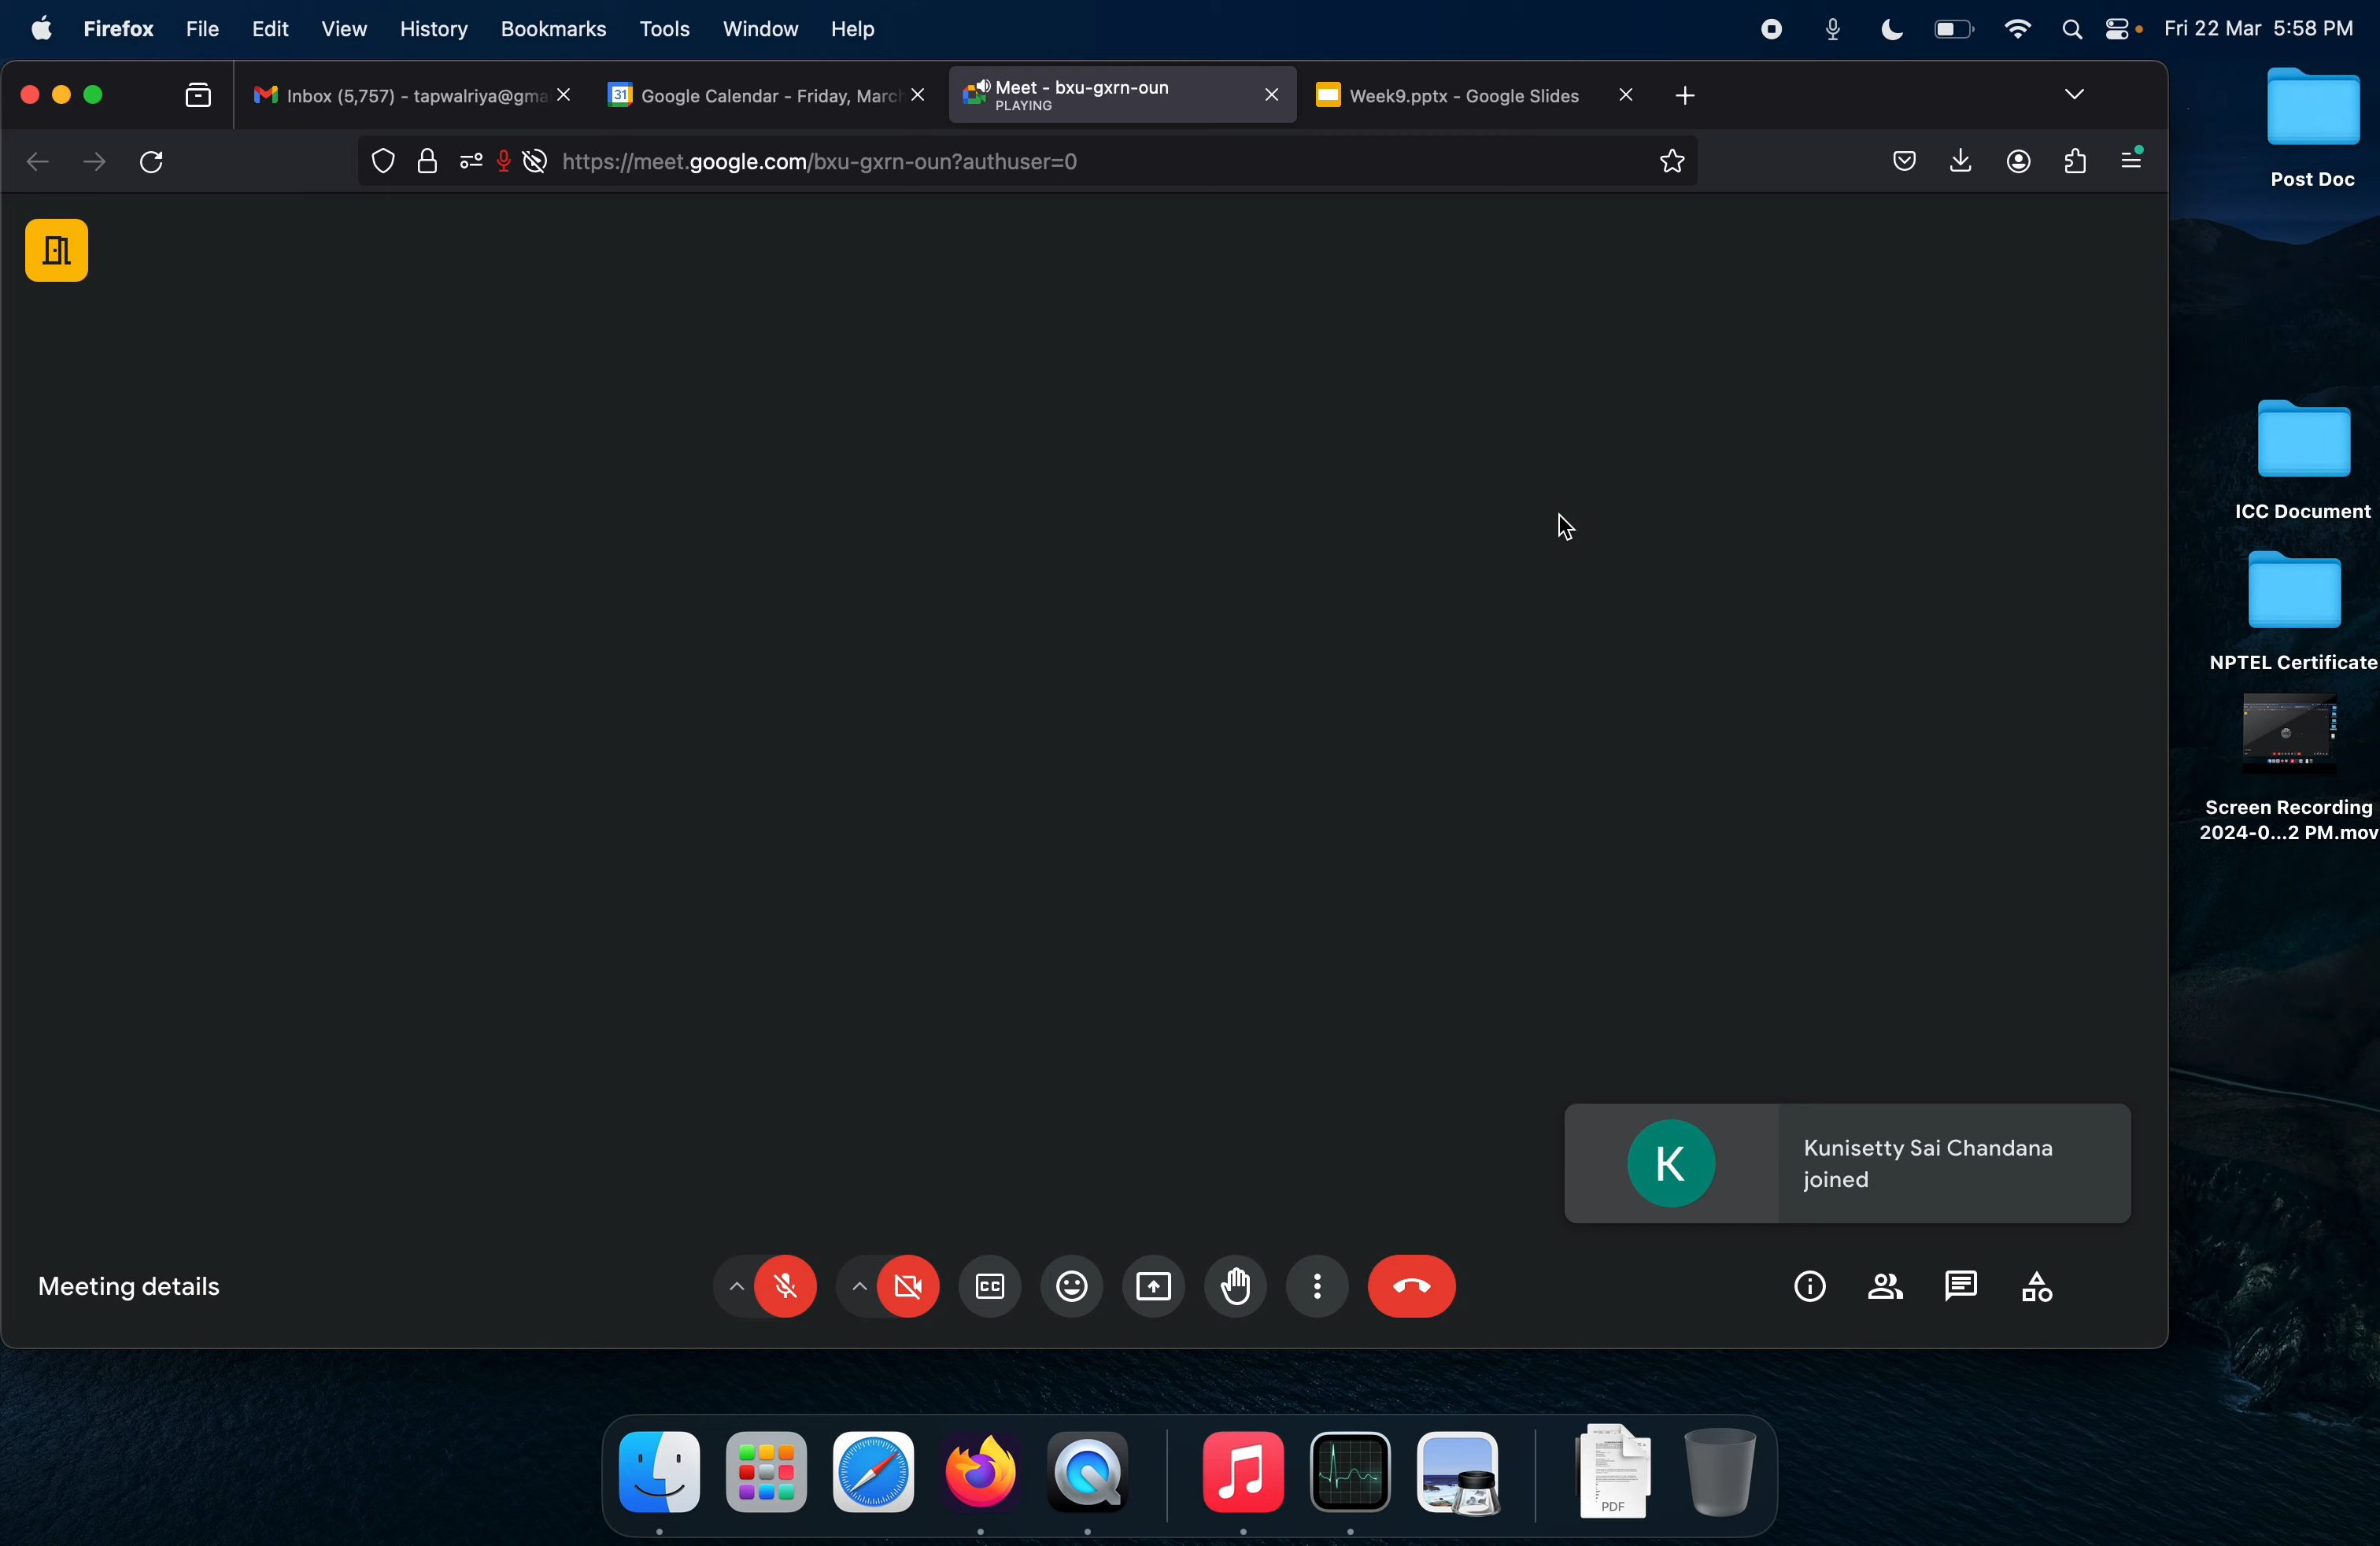 Firefox File Edit View History Bookmarks Tools Window Help Fri 22 Mar 5:58 PM
Inbox (5,757) - tapwalriya@gma
31 Google Calendar - Friday, March
Meet - bxu-gxrn-oun
PLAYING
Week9.pptx - Google Slides
https://meet.google.com/bxu-gxrn-oun?authuser=0
Post Doc
ICC Document
NPTEL Certificate
Screen Recording
2024-0...2 PM.mov
K
Kunisetty Sai Chandana
joined
Meeting details
CC
PDF